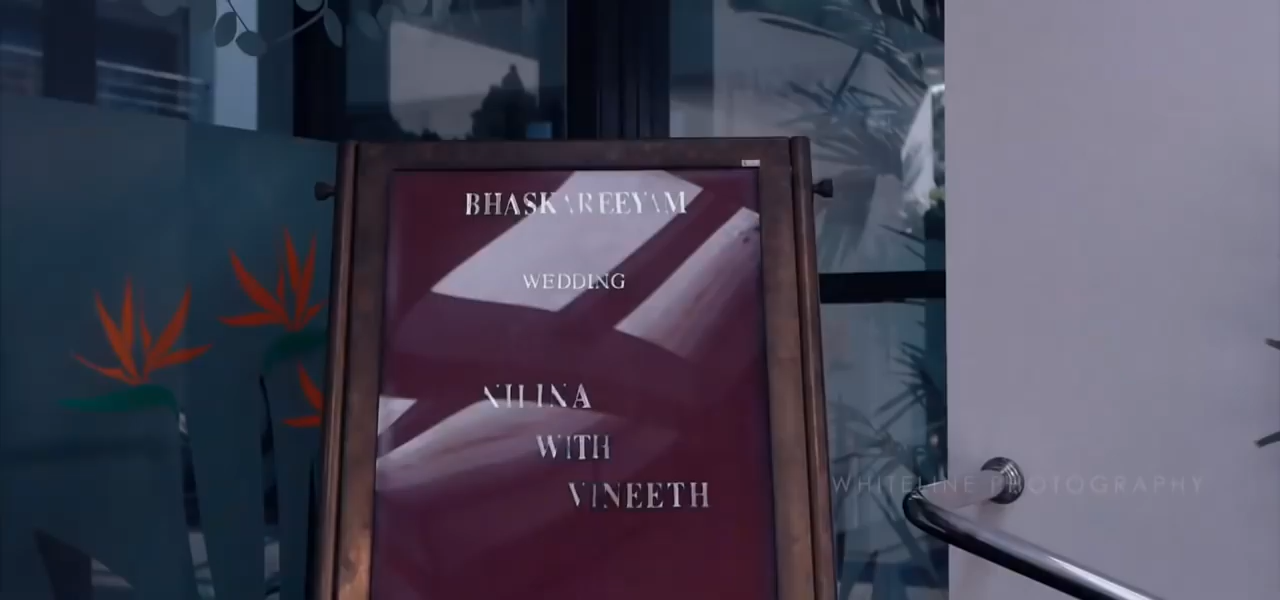 BHASKAREEYAM
WEDDING
WITH
VINEETH
WHITELINE PHOTOGRAPHY